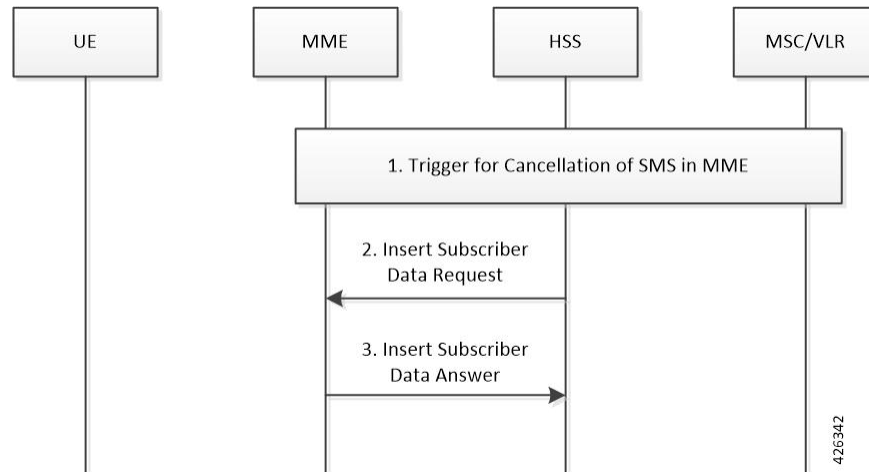 UE
MME
HSS
MSC/VLR
1. Trigger for Cancellation of SMS in MME
2. Insert Subscriber
Data Request
3. Insert Subscriber
Data Answer
426342